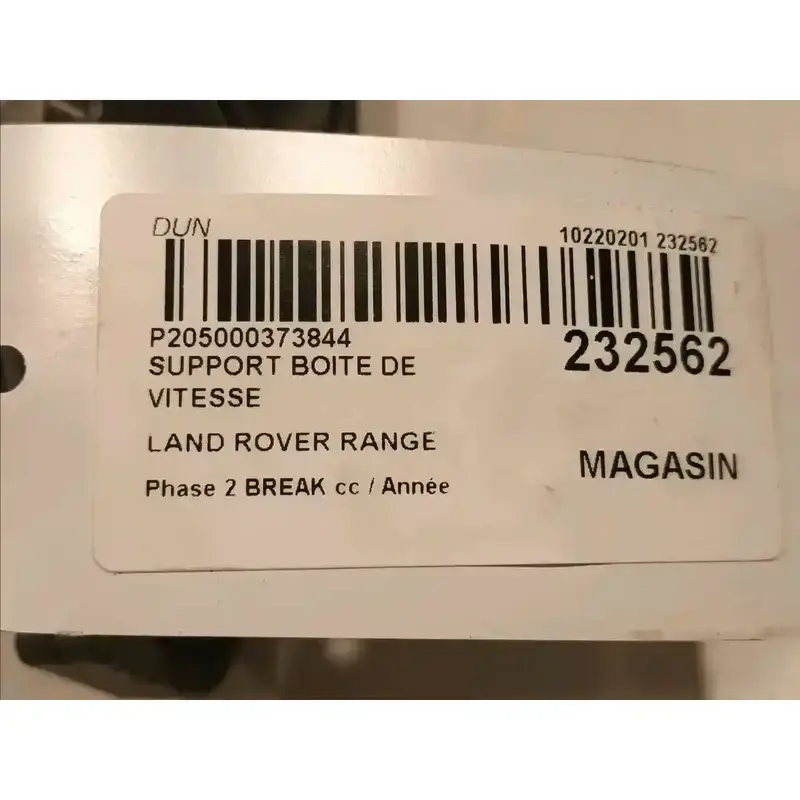 DUN
10220201 232562
P205000373844
232562
SUPPORT BOITE DE
VITESSE
LAND ROVER RANGE
MAGASIN
Phase 2 BREAK cc / Année